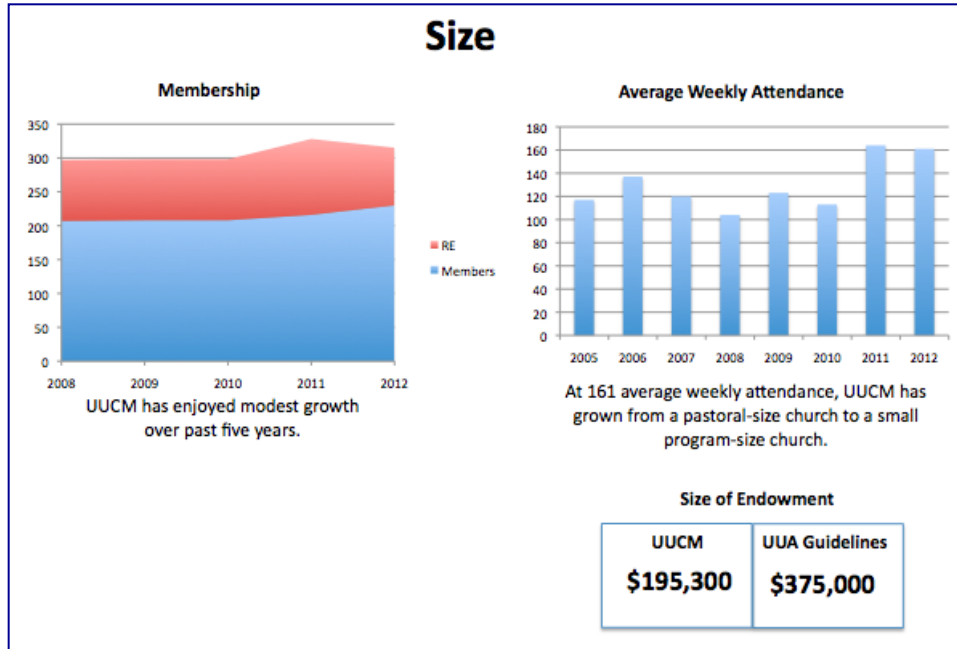 Size
Membership
350
300
250
200
150
100
50
0
2008 2009 2010 2011 2012
RE
Members
UUCM has enjoyed modest growth
over past five years.
Average Weekly Attendance
180
160
140
120
100
80
60
40
20
0
2005 2006 2007 2008 2009 2010 2011 2012
At 161 average weekly attendance, UUCM has
grown from a pastoral-size church to a small
program-size church.
Size of Endowment
UUCM
$195,300
UUA Guidelines
$375,000